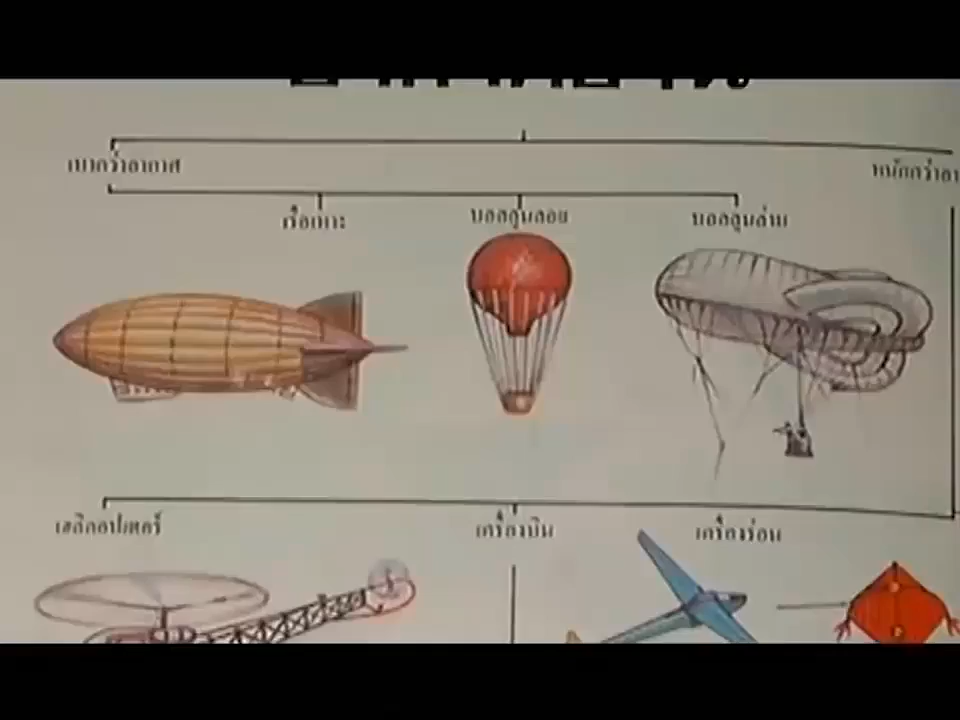 เบากว่าอากาศ
หนักกว่าอา
เรือเหาะ
บอลลูนลอย
บอลลูนล่าม
เฮลิคอปเตอร์
เครื่องบิน
เครื่องร่อน